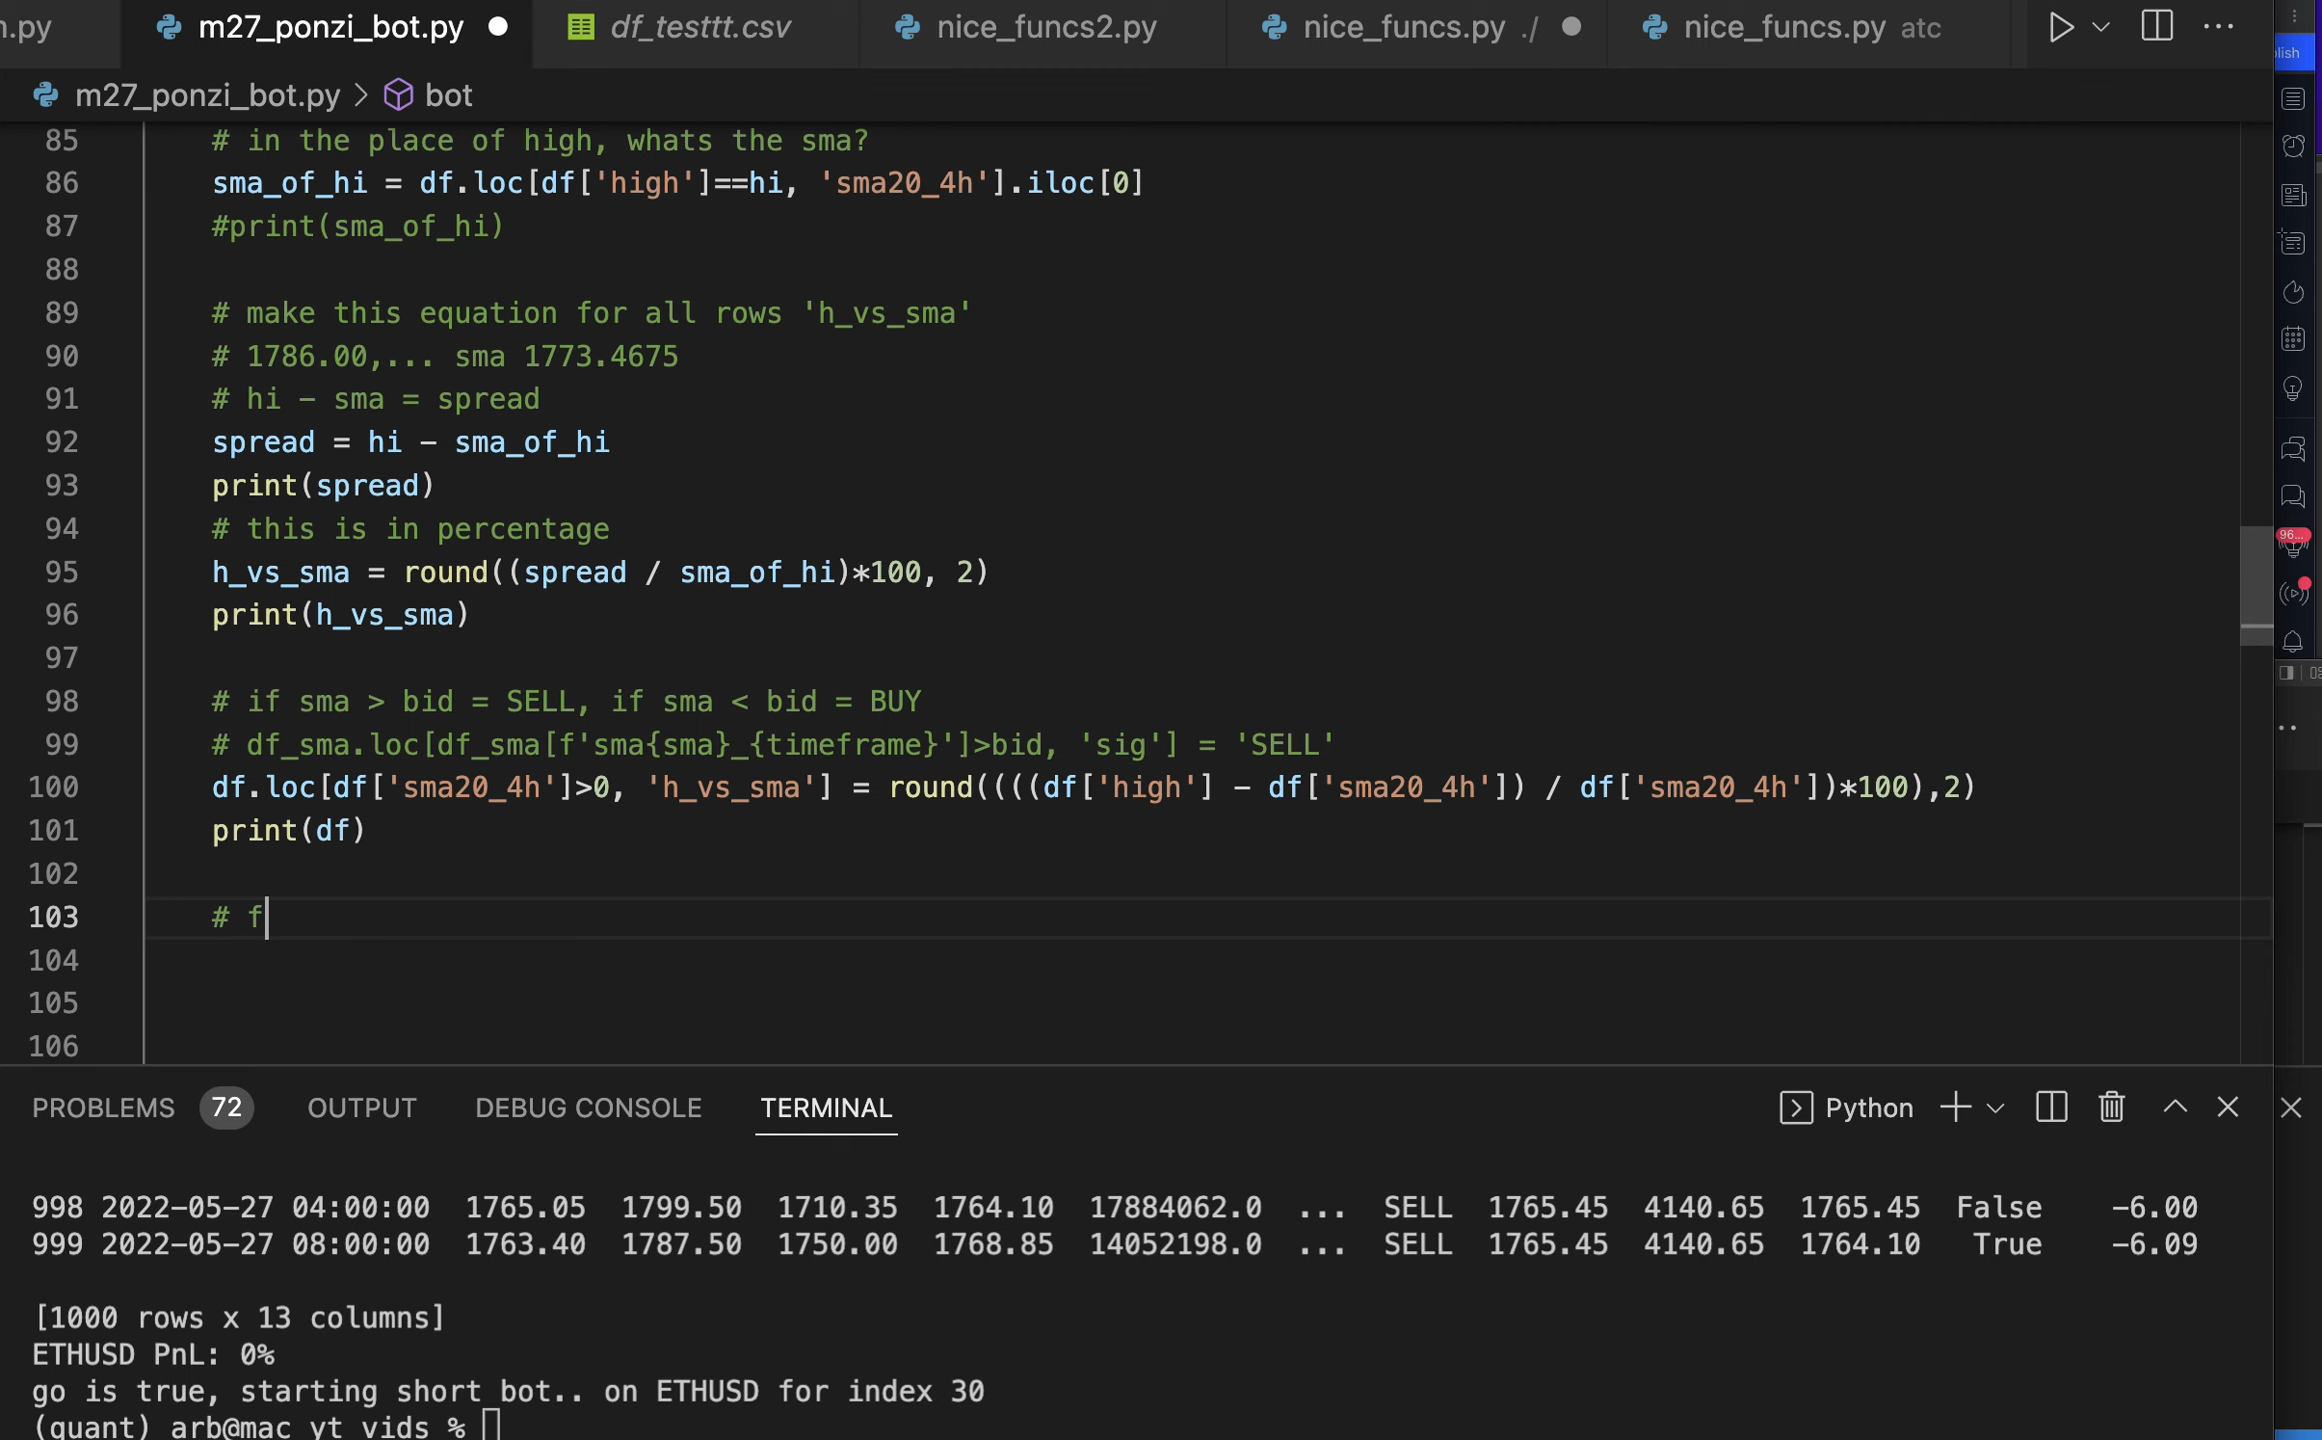 n.py m27_ponzi_bot.py df_testtt.csv nice_funcs2.py nice_funcs.py ./ nice_funcs.py atc
m27_ponzi_bot.py > bot
85 # in the place of high, whats the sma?
86 sma_of_hi = df.loc[df['high']==hi, 'sma20_4h'].iloc[0]
87 #print(sma_of_hi)
88
89 # make this equation for all rows 'h_vs_sma'
90 # 1786.00,... sma 1773.4675
91 # hi - sma = spread
92 spread = hi - sma_of_hi
93 print(spread)
94 # this is in percentage
95 h_vs_sma = round((spread / sma_of_hi)*100, 2)
96 print(h_vs_sma)
97
98 # if sma > bid = SELL, if sma < bid = BUY
99 # df_sma.loc[df_sma[f'sma{sma}_{timeframe}']>bid, 'sig'] = 'SELL'
100 df.loc[df['sma20_4h']>0, 'h_vs_sma'] = round((((df['high'] - df['sma20_4h']) / df['sma20_4h'])*100),2)
101 print(df)
102
103 # f
104
105
106
PROBLEMS 72 OUTPUT DEBUG CONSOLE TERMINAL Python
998 2022-05-27 04:00:00 1765.05 1799.50 1710.35 1764.10 17884062.0 ... SELL 1765.45 4140.65 1765.45 False -6.00
999 2022-05-27 08:00:00 1763.40 1787.50 1750.00 1768.85 14052198.0 ... SELL 1765.45 4140.65 1764.10 True -6.09
[1000 rows x 13 columns]
ETHUSD PnL: 0%
go is true, starting short bot.. on ETHUSD for index 30
(quant) arb@mac yt vids %
lish
96...